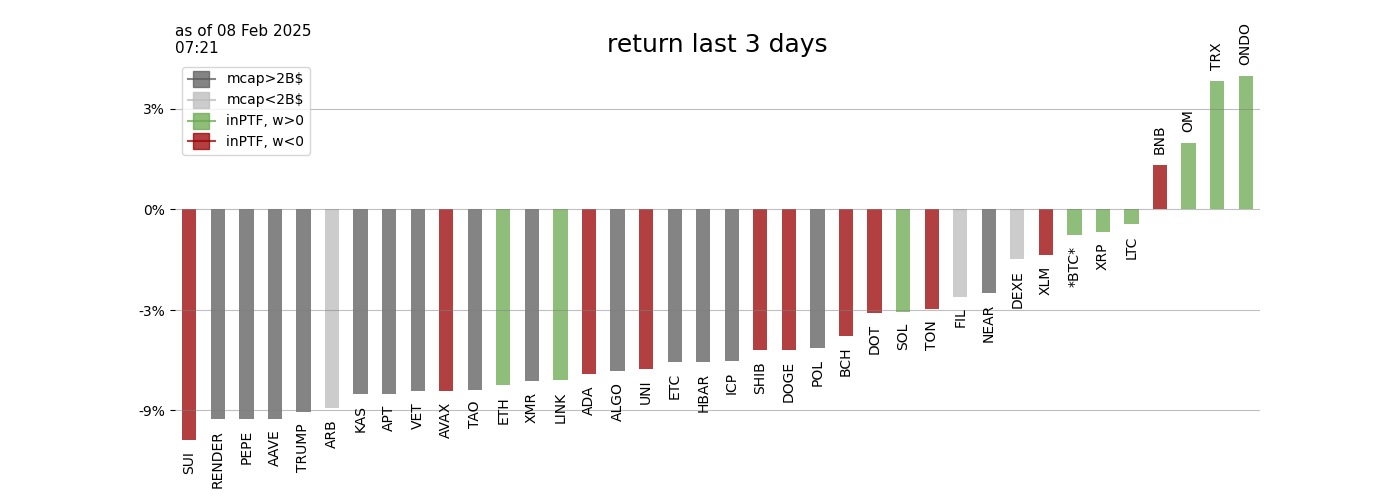 as of 08 Feb 2025
07:21
return last 3 days
mcap>2B$
mcap<2B$
inPTF, w>0
inPTF, w<0
3%
0%
-3%
-9%
SUI
RENDER
PEPE
AAVE
TRUMP
ARB
KAS
APT
VET
AVAX
TAO
ETH
XMR
LINK
ADA
ALGO
UNI
ETC
HBAR
ICP
SHIB
DOGE
POL
BCH
DOT
SOL
TON
FIL
NEAR
DEXE
XLM
*BTC*
XRP
LTC
BNB
OM
TRX
ONDO